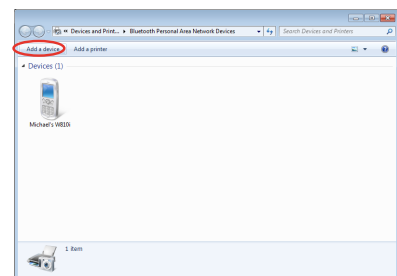 « Devices and Print... ▸ Bluetooth Personal Area Network Devices
Search Devices and Printers
Add a device
Add a printer
Devices (1)
Michael's W810i
1 item